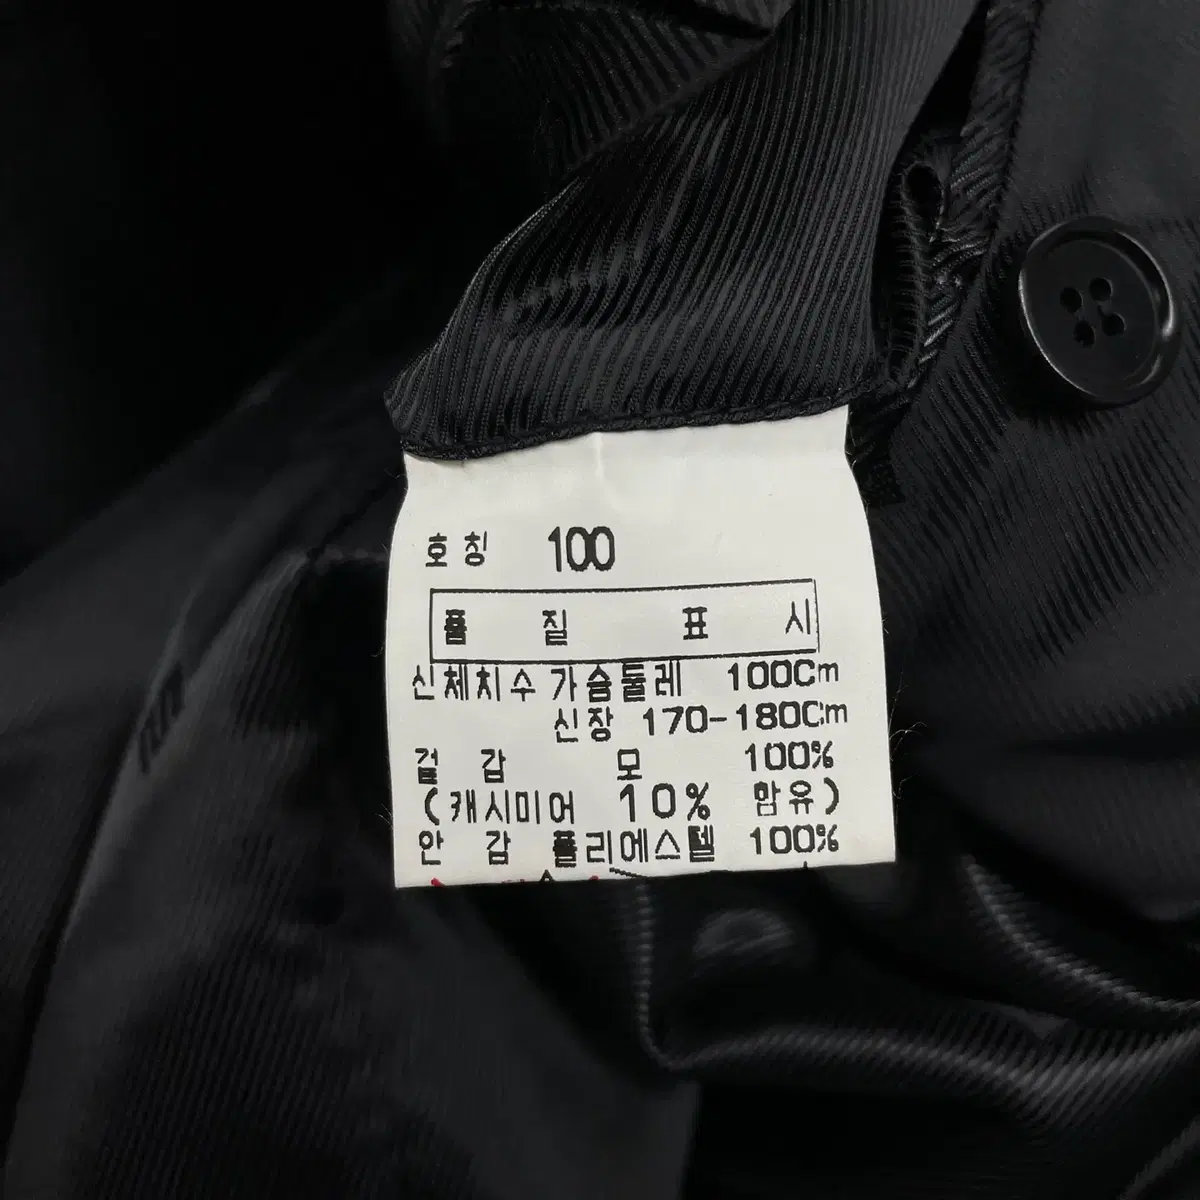 호칭 100
품질표시
신체치수 가슴둘레 100Cm
신장 170-180Cm
겉감 모 100%
(캐시미어 10% 함유)
안감 폴리에스텔 100%